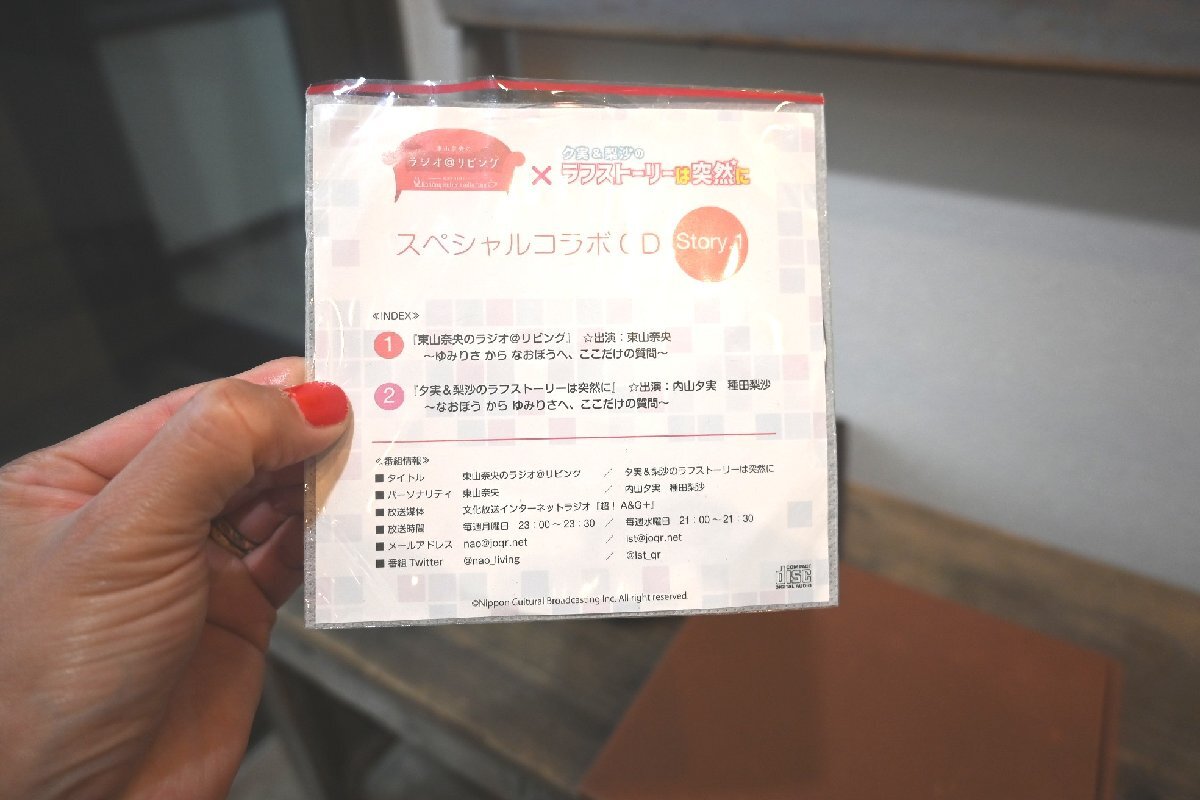 東山奈央の
ラジオ@リビング
×
夕実&梨沙の
ラフストーリーは突然に
スペシャルコラボCD Story 1
≪INDEX≫
1 『東山奈央のラジオ@リビング』 ☆出演:東山奈央
~ゆみりさ から なおぼうへ、ここだけの質問~
2 『夕実&梨沙のラフストーリーは突然に』 ☆出演:内山夕実 種田梨沙
~なおぼう から ゆみりさへ、ここだけの質問~
≪番組情報≫
■タイトル 東山奈央のラジオ@リビング / 夕実&梨沙のラフストーリーは突然に
■パーソナリティ 東山奈央 / 内山夕実 種田梨沙
■放送媒体 文化放送インターネットラジオ「超!A&G+」
■放送時間 毎週月曜日 23:00~23:30 / 毎週水曜日 21:00~21:30
■メールアドレス nao@joqr.net / lst@joqr.net
■番組Twitter @nao_living / @lst_qr
COMPACT
disc
DIGITAL AUDIO
©Nippon Cultural Broadcasting Inc. All right reserved.